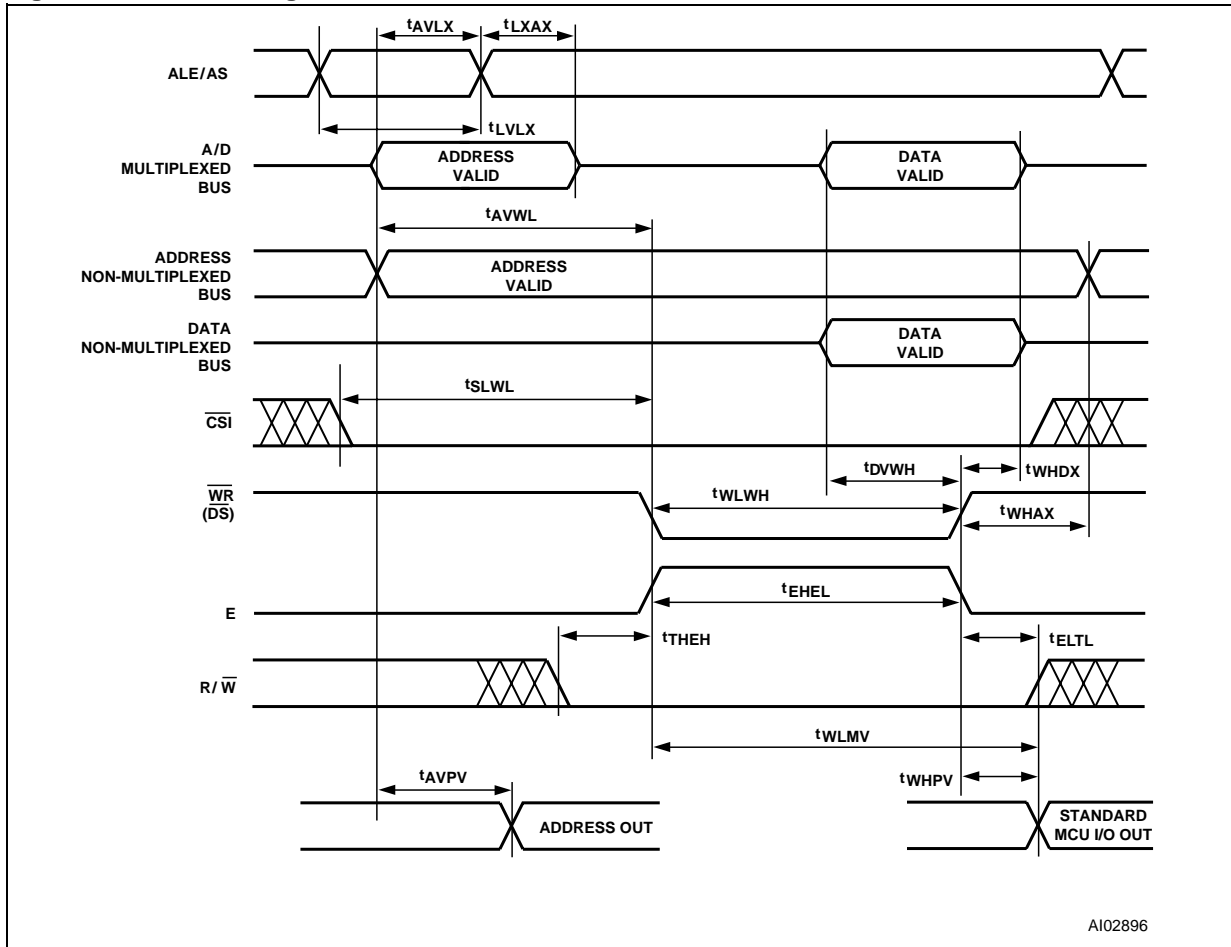 tAVLX
tLXAX
ALE/AS
tLVLX
A/D
MULTIPLEXED
BUS
ADDRESS
VALID
DATA
VALID
tAVWL
ADDRESS
NON-MULTIPLEXED
BUS
ADDRESS
VALID
DATA
NON-MULTIPLEXED
BUS
DATA
VALID
tSLWL
CSI
tDVWH
tWHDX
WR
(DS)
tWLWH
tWHAX
E
tEHEL
tTHEH
tELTL
R/ W
tWLMV
tAVPV
tWHPV
ADDRESS OUT
STANDARD
MCU I/O OUT
AI02896